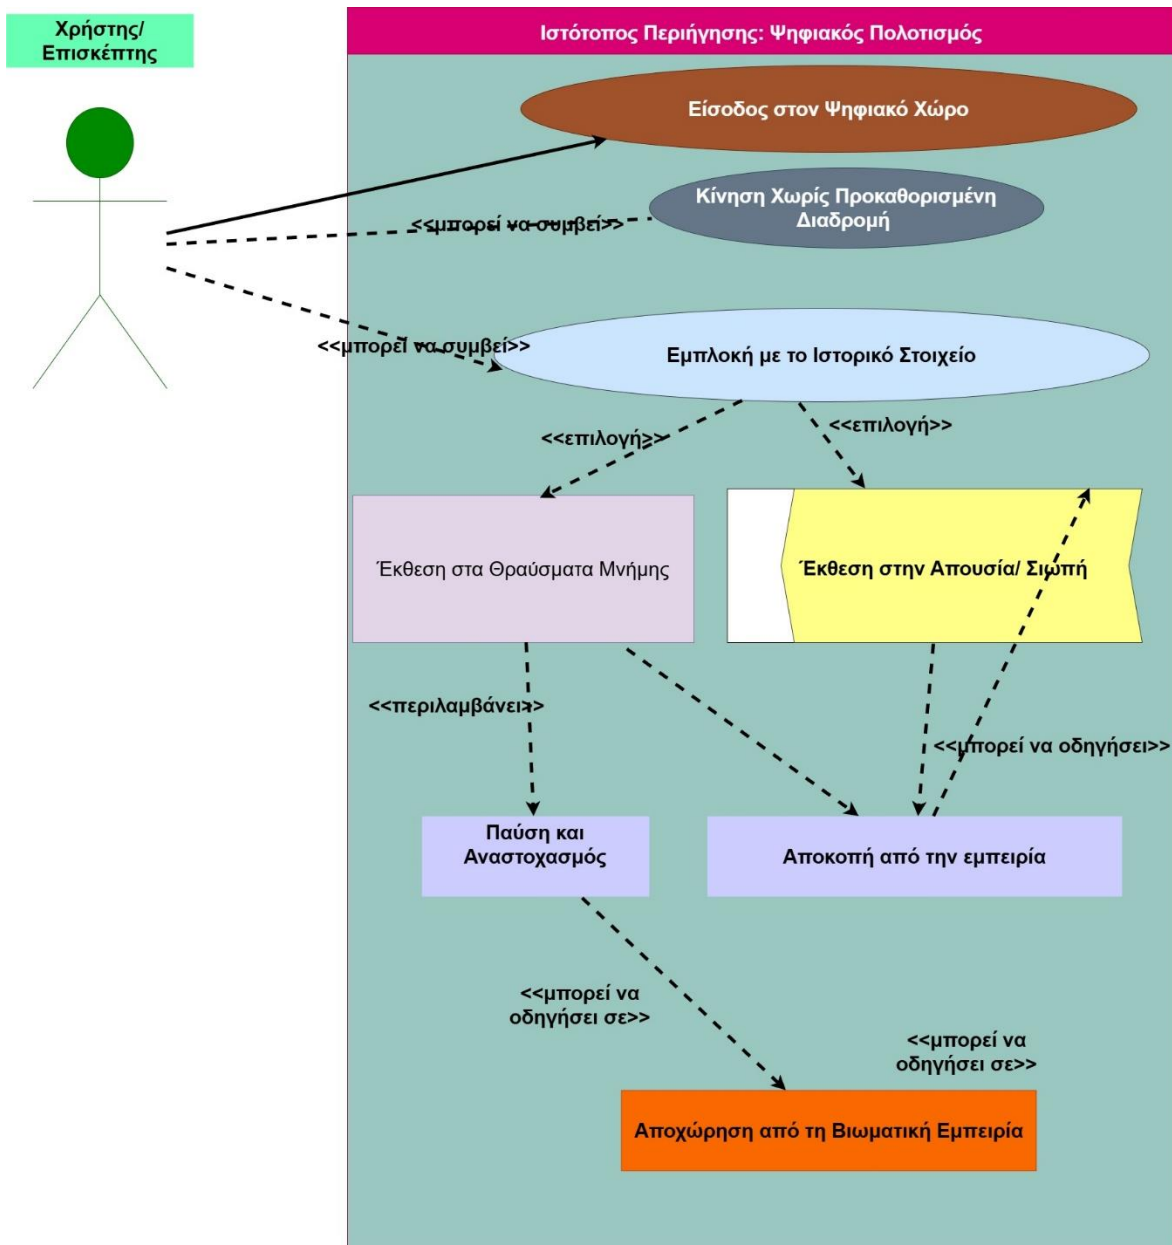 Χρήστης/
Επισκέπτης
Ιστότοπος Περιήγησης: Ψηφιακός Πολοτισμός
Είσοδος στον Ψηφιακό Χώρο
Κίνηση Χωρίς Προκαθορισμένη
Διαδρομή
<<μπορεί να συμβεί>>
<<μπορεί να συμβεί>>
Εμπλοκή με το Ιστορικό Στοιχείο
<<επιλογή>>
<<επιλογή>>
Έκθεση στα Θραύσματα Μνήμης
Έκθεση στην Απουσία/ Σιωπή
<<περιλαμβάνει>>
<<μπορεί να οδηγήσει>>
Παύση και
Αναστοχασμός
Αποκοπή από την εμπειρία
<<μπορεί να
οδηγήσει σε>>
<<μπορεί να
οδηγήσει σε>>
Αποχώρηση από τη Βιωματική Εμπειρία